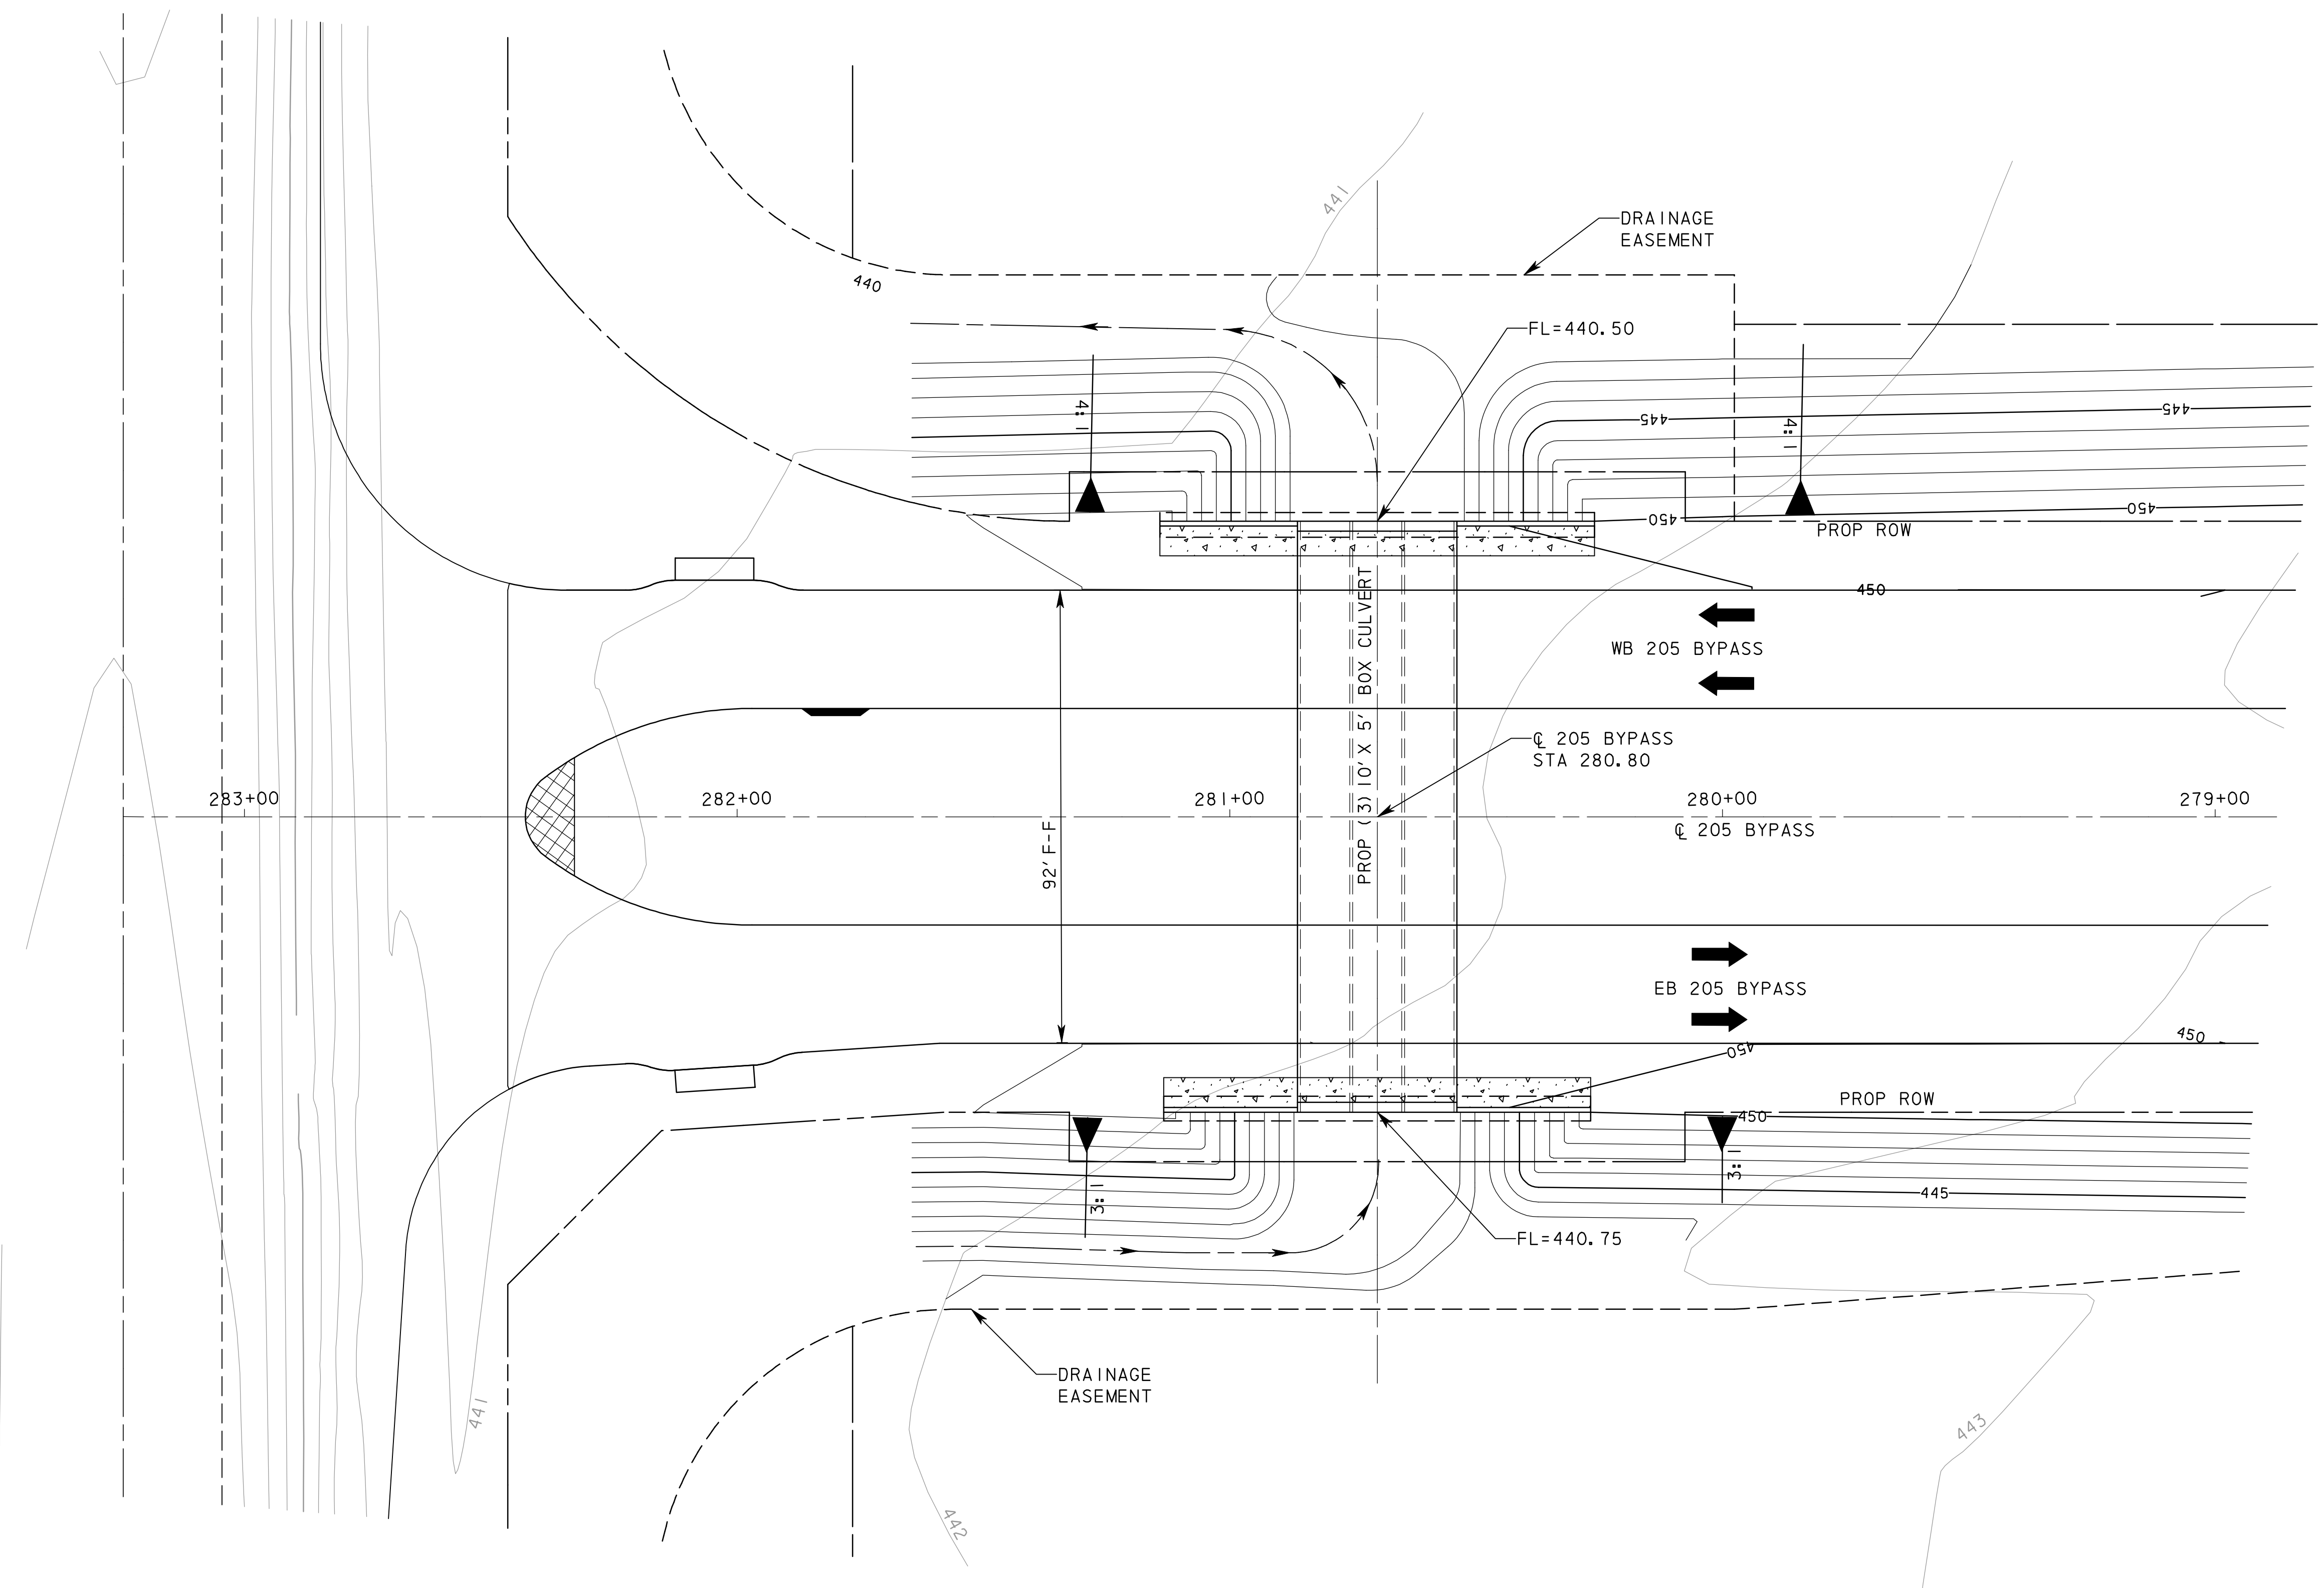 441
DRAINAGE
EASEMENT
440
FL=440.50
4:1
4:1
445
445
450
450
PROP ROW
450
WB 205 BYPASS
PROP (3) 10' X 5' BOX CULVERT
℄ 205 BYPASS
STA 280.80
283+00
282+00
281+00
280+00
279+00
℄ 205 BYPASS
92' F-F
EB 205 BYPASS
450
450
PROP ROW
450
3:1
3:1
445
FL=440.75
DRAINAGE
EASEMENT
441
442
443